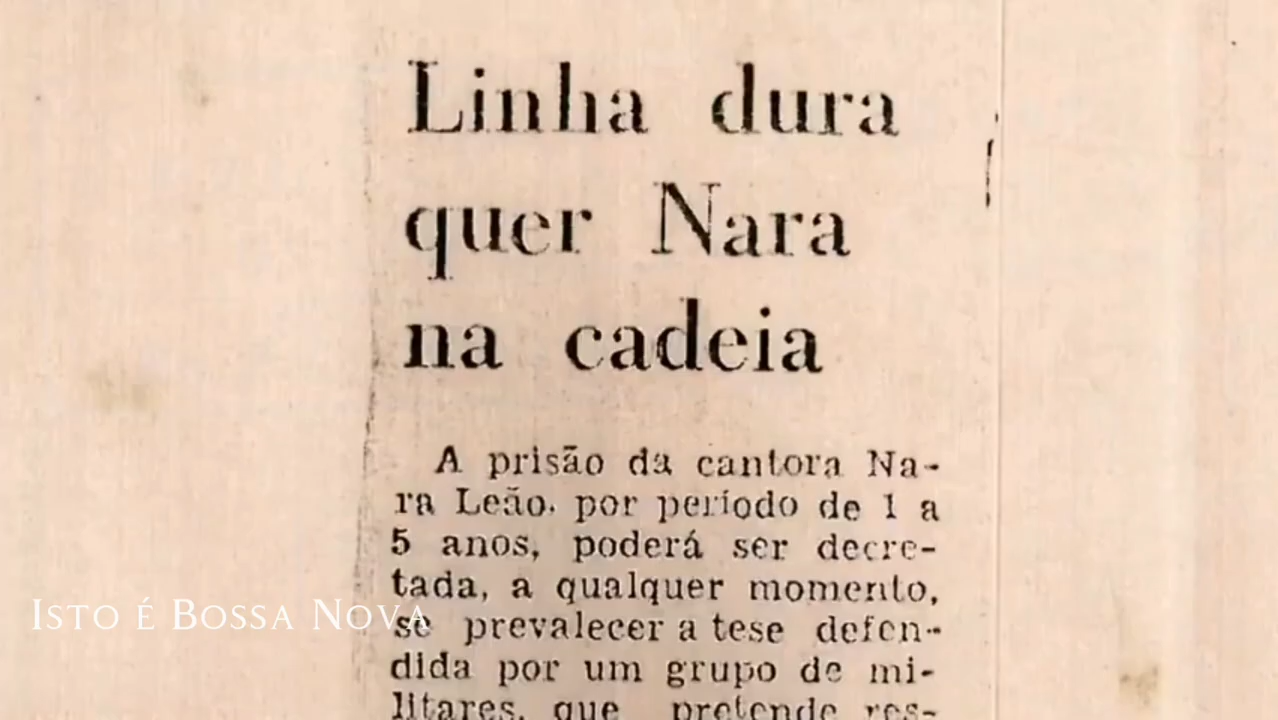 Linha dura
quer Nara
na cadeia
A prisão da cantora Na-
ra Leão, por período de 1 a
5 anos, poderá ser decre-
tada, a qualquer momento,
se prevalecer a tese defen-
dida por um grupo de mi-
litares, que pretende res-
ISTO É BOSSA NOVA